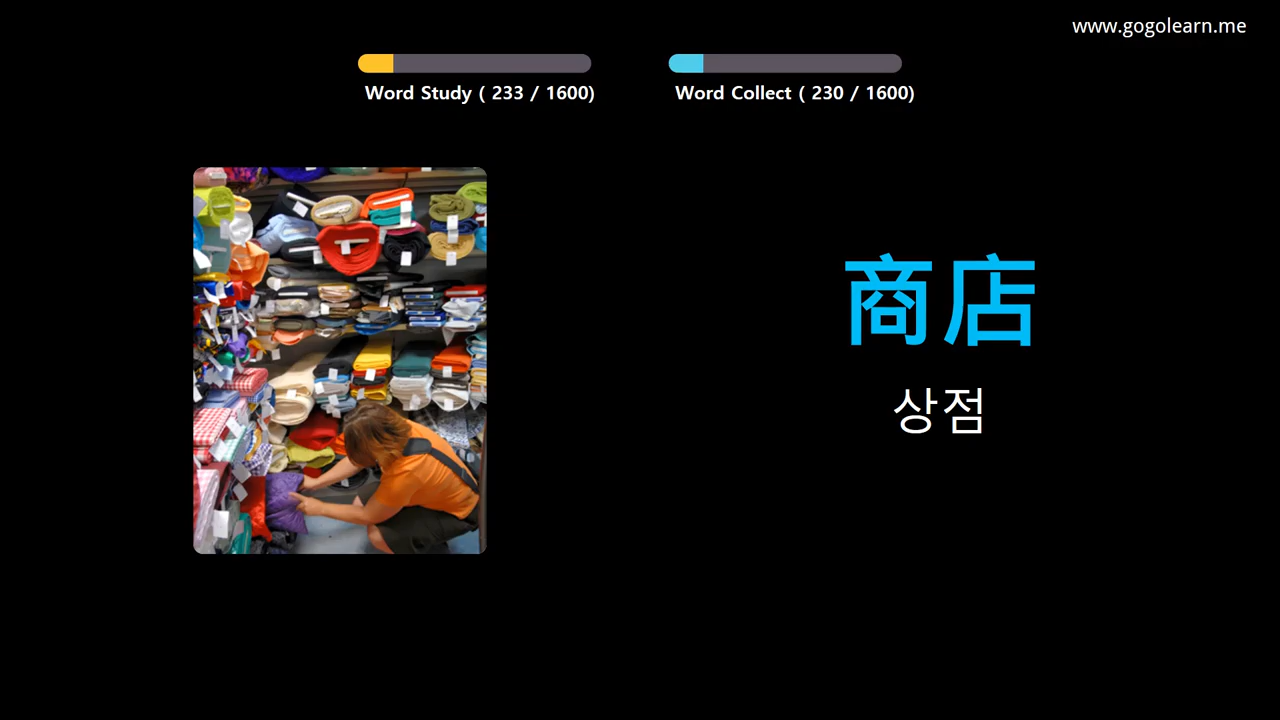 www.gogolearn.me
Word Study ( 233 / 1600)
Word Collect ( 230 / 1600)
商店
상점